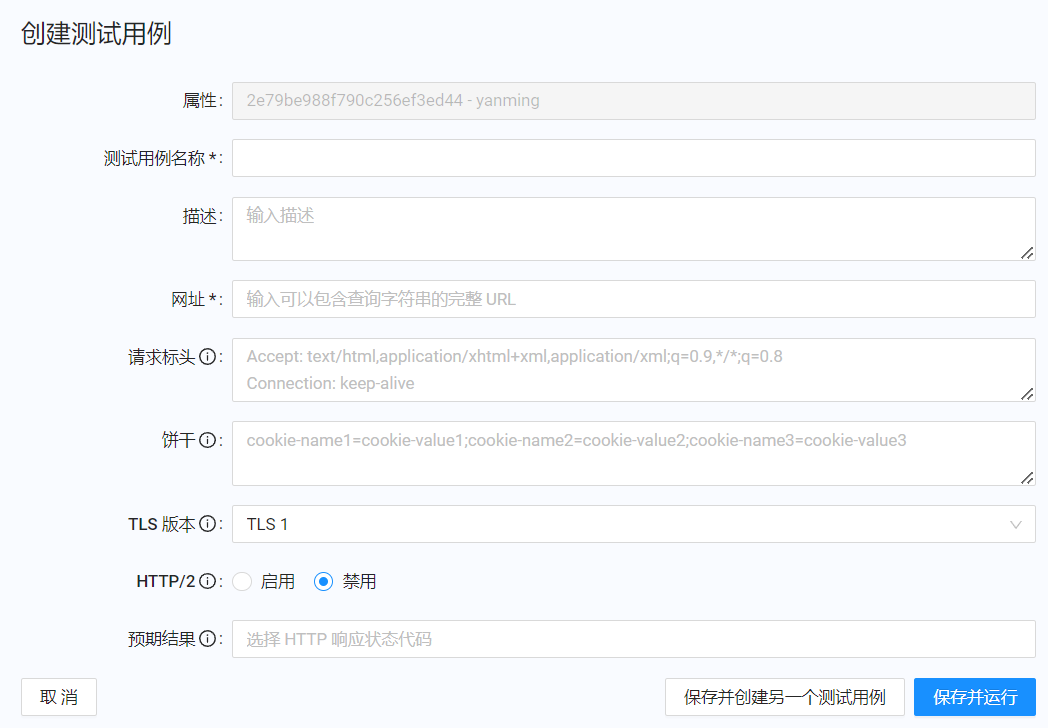 创建测试用例
属性: 2e79be988f790c256ef3ed44 - yanming
测试用例名称 *:
描述: 输入描述
网址 *: 输入可以包含查询字符串的完整 URL
请求标头: Accept: text/html,application/xhtml+xml,application/xml;q=0.9,*/*;q=0.8
Connection: keep-alive
饼干: cookie-name1=cookie-value1;cookie-name2=cookie-value2;cookie-name3=cookie-value3
TLS 版本: TLS 1
HTTP/2: 启用 禁用
预期结果: 选择 HTTP 响应状态代码
取 消 保存并创建另一个测试用例 保存并运行